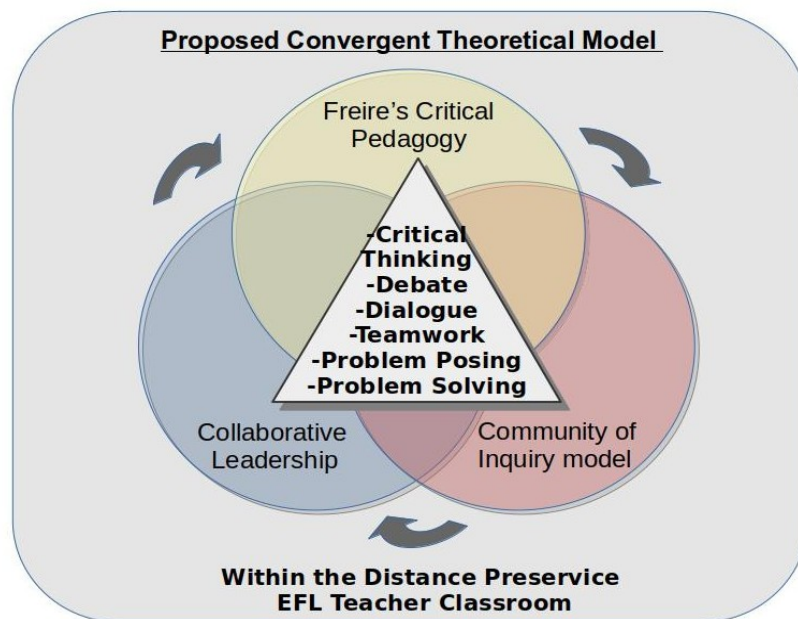 Proposed Convergent Theoretical Model
Freire's Critical
Pedagogy
-Critical
Thinking
-Debate
-Dialogue
-Teamwork
-Problem Posing
-Problem Solving
Collaborative
Leadership
Community of
Inquiry model
Within the Distance Preservice
EFL Teacher Classroom